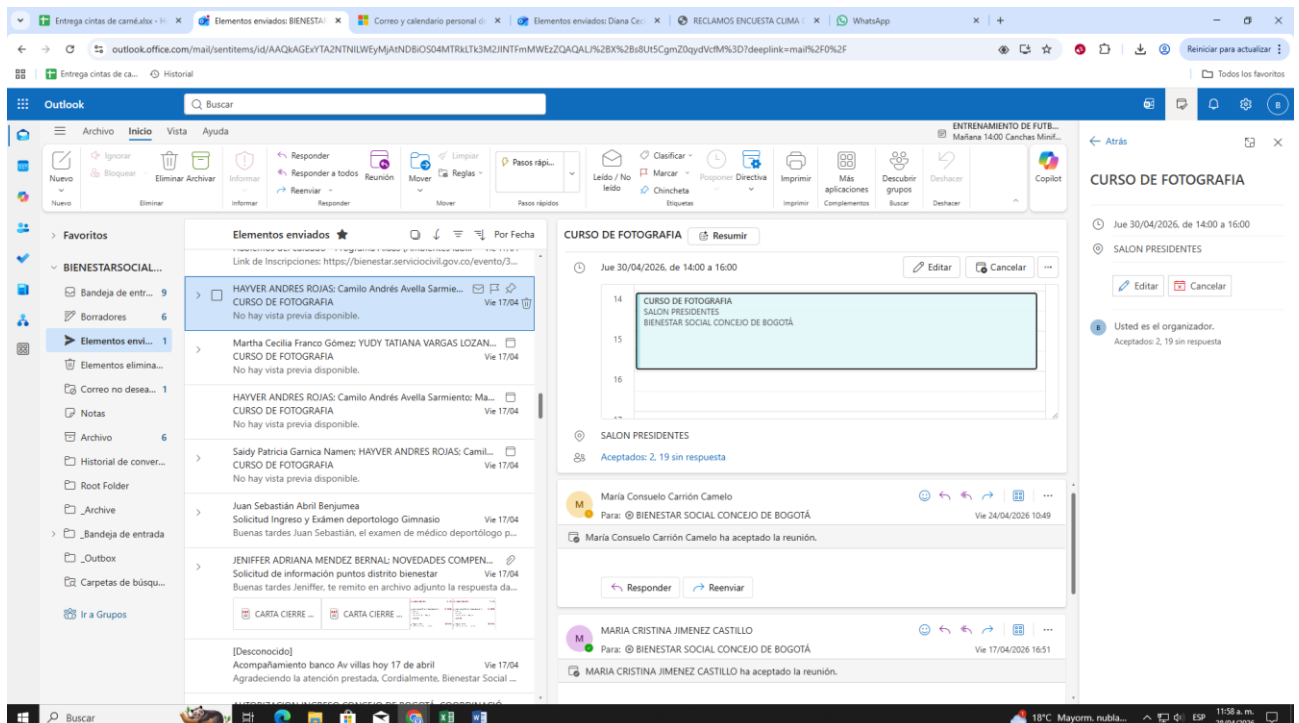 Entrega cintas de carné.xlsx - H
Elementos enviados: BIENESTA
Correo y calendario personal d
Elementos enviados: Diana Ceci
RECLAMOS ENCUESTA CLIMA
WhatsApp
outlook.office.com/mail/sentitems/id/AAQkAGExYTA2NTNILWEyMjAtNDBiOS04MTRkLTk3M2JINTFmMWEzZQAQALJ%2BX%2Bs8Ut5CgmZ0qydVcfM%3D?deeplink=mail%2F0%2F
Reiniciar para actualizar
Entrega cintas de ca...
Historial
Todos los favoritos
Outlook
Buscar
B
Archivo Inicio Vista Ayuda
ENTRENAMIENTO DE FUTB...
Mañana 14:00 Canchas Minif...
Nuevo
Ignorar
Bloquear
Eliminar
Archivar
Informar
Responder
Responder a todos
Reenviar
Reunión
Mover
Limpiar
Reglas
Pasos rápi...
Leído / No leído
Clasificar
Marcar
Chincheta
Posponer
Directiva
Imprimir
Más aplicaciones
Descubrir grupos
Deshacer
Copilot
Nuevo
Eliminar
Informar
Responder
Mover
Pasos rápidos
Etiquetas
Imprimir
Complementos
Buscar
Deshacer
Favoritos
BIENESTARSOCIAL...
Bandeja de entr... 9
Borradores 6
Elementos envi... 1
Elementos elimina...
Correo no desea... 1
Notas
Archivo 6
Historial de conver...
Root Folder
_Archive
_Bandeja de entrada
_Outbox
Carpetas de búsqu...
Ir a Grupos
Elementos enviados
Por Fecha
Link de Inscripciones: https://bienestar.serviciocivil.gov.co/evento/3...
HAYVER ANDRES ROJAS; Camilo Andrés Avella Sarmie...
CURSO DE FOTOGRAFIA Vie 17/04
No hay vista previa disponible.
Martha Cecilia Franco Gómez; YUDY TATIANA VARGAS LOZAN...
CURSO DE FOTOGRAFIA Vie 17/04
No hay vista previa disponible.
HAYVER ANDRES ROJAS; Camilo Andrés Avella Sarmiento; Ma...
CURSO DE FOTOGRAFIA Vie 17/04
No hay vista previa disponible.
Saidy Patricia Garnica Namen; HAYVER ANDRES ROJAS; Camil...
CURSO DE FOTOGRAFIA Vie 17/04
No hay vista previa disponible.
Juan Sebastián Abril Benjumea
Solicitud Ingreso y Exámen deportologo Gimnasio Vie 17/04
Buenas tardes Juan Sebastián, el examen de médico deportólogo p...
JENIFFER ADRIANA MENDEZ BERNAL; NOVEDADES COMPEN...
Solicitud de información puntos distrito bienestar Vie 17/04
Buenas tardes Jeniffer, te remito en archivo adjunto la respuesta da...
CARTA CIERRE ...
CARTA CIERRE ...
[Desconocido]
Acompañamiento banco Av villas hoy 17 de abril Vie 17/04
Agradeciendo la atención prestada, Cordialmente, Bienestar Social ...
CURSO DE FOTOGRAFIA
Resumir
Jue 30/04/2026, de 14:00 a 16:00
Editar
Cancelar
14
CURSO DE FOTOGRAFIA
SALON PRESIDENTES
BIENESTAR SOCIAL CONCEJO DE BOGOTÁ
15
16
SALON PRESIDENTES
Aceptados: 2, 19 sin respuesta
M
María Consuelo Carrión Camelo
Para: BIENESTAR SOCIAL CONCEJO DE BOGOTÁ
Vie 24/04/2026 10:49
María Consuelo Carrión Camelo ha aceptado la reunión.
Responder
Reenviar
M
MARIA CRISTINA JIMENEZ CASTILLO
Para: BIENESTAR SOCIAL CONCEJO DE BOGOTÁ
Vie 17/04/2026 16:51
MARIA CRISTINA JIMENEZ CASTILLO ha aceptado la reunión.
Atrás
CURSO DE FOTOGRAFIA
Jue 30/04/2026, de 14:00 a 16:00
SALON PRESIDENTES
Editar
Cancelar
B
Usted es el organizador.
Aceptados: 2, 19 sin respuesta
Buscar
18°C Mayorm. nubla...
ESP
11:58 a. m.
28/04/2026